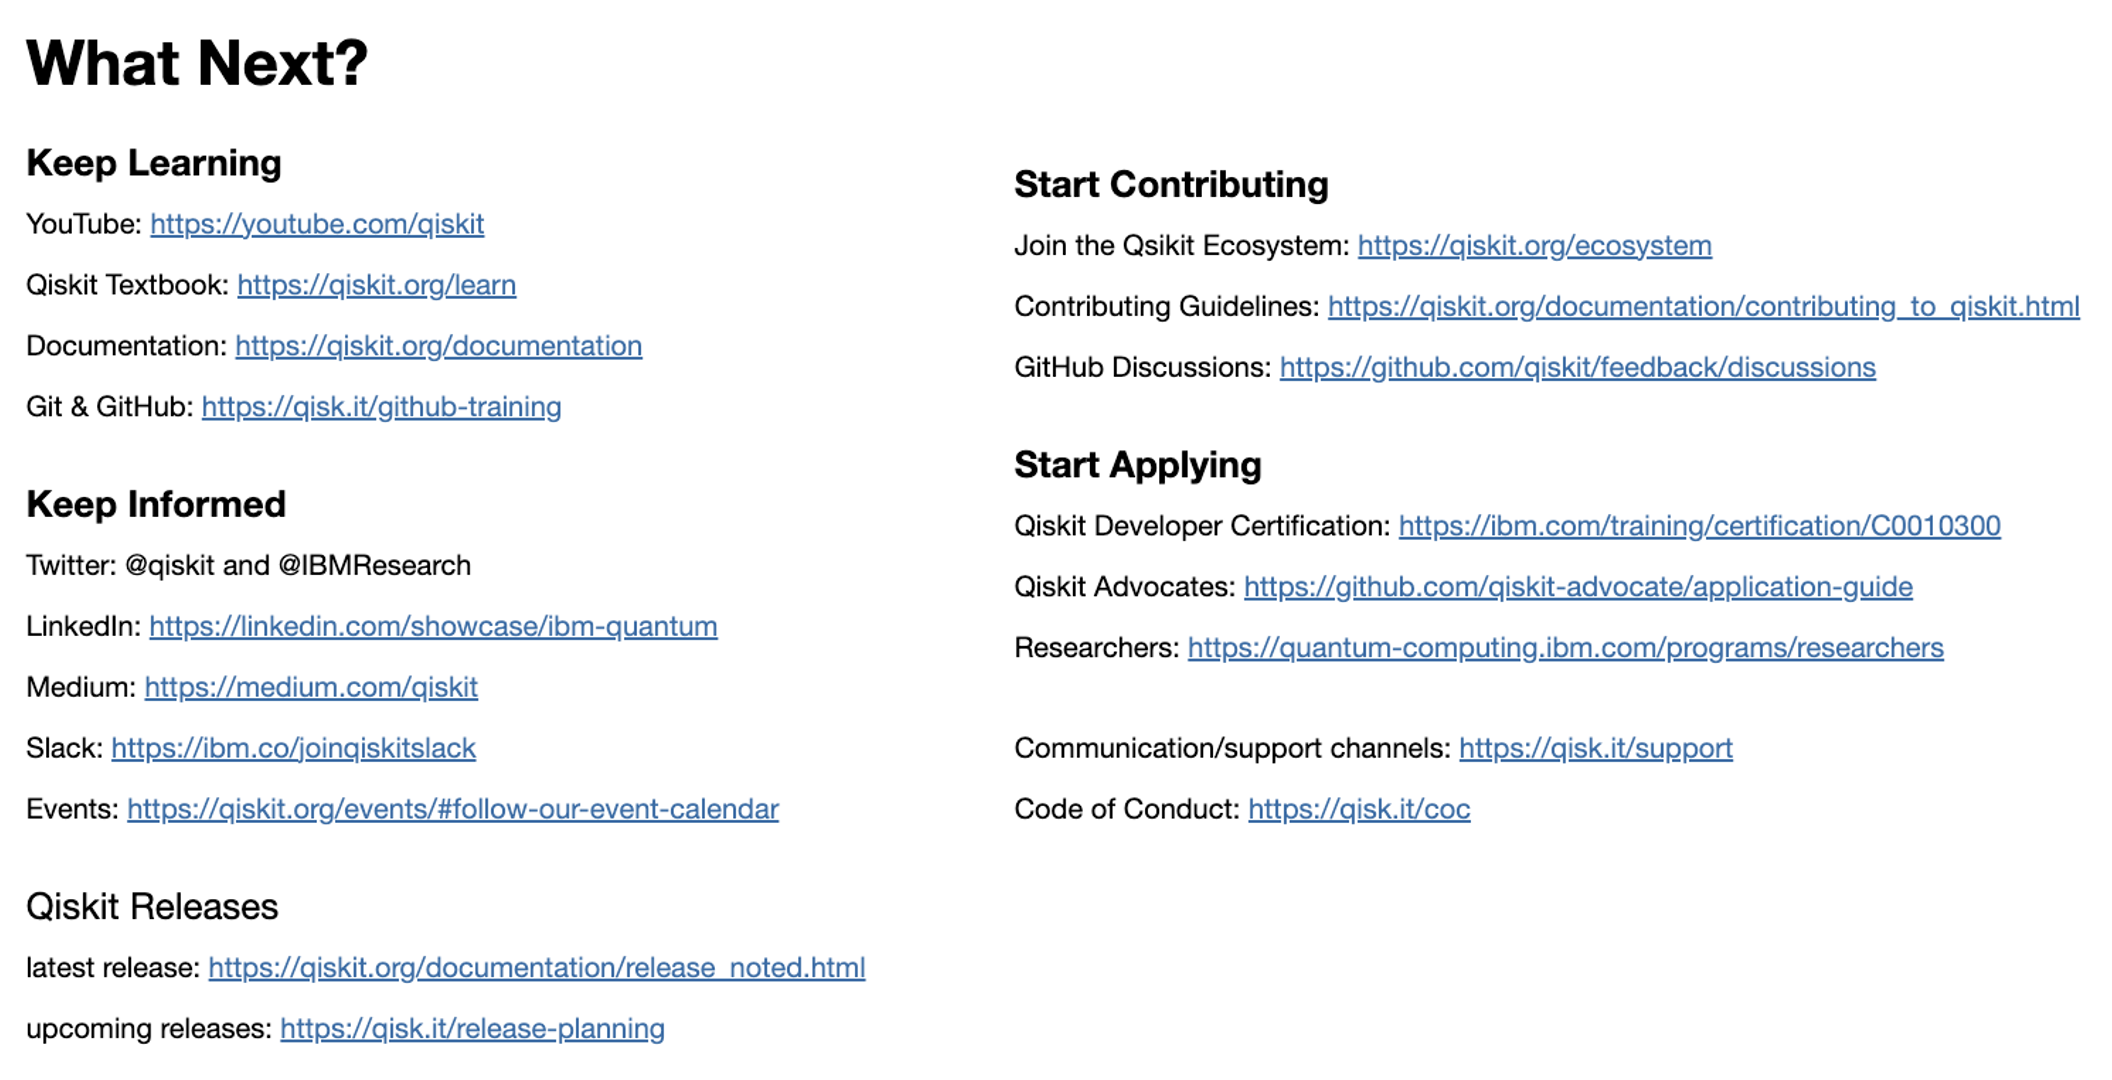 What Next?
Keep Learning
YouTube: https://youtube.com/qiskit
Qiskit Textbook: https://qiskit.org/learn
Documentation: https://qiskit.org/documentation
Git & GitHub: https://qisk.it/github-training
Keep Informed
Twitter: @qiskit and @IBMResearch
LinkedIn: https://linkedin.com/showcase/ibm-quantum
Medium: https://medium.com/qiskit
Slack: https://ibm.co/joinqiskitslack
Events: https://qiskit.org/events/#follow-our-event-calendar
Qiskit Releases
latest release: https://qiskit.org/documentation/release_noted.html
upcoming releases: https://qisk.it/release-planning
Start Contributing
Join the Qsikit Ecosystem: https://qiskit.org/ecosystem
Contributing Guidelines: https://qiskit.org/documentation/contributing_to_qiskit.html
GitHub Discussions: https://github.com/qiskit/feedback/discussions
Start Applying
Qiskit Developer Certification: https://ibm.com/training/certification/C0010300
Qiskit Advocates: https://github.com/qiskit-advocate/application-guide
Researchers: https://quantum-computing.ibm.com/programs/researchers
Communication/support channels: https://qisk.it/support
Code of Conduct: https://qisk.it/coc